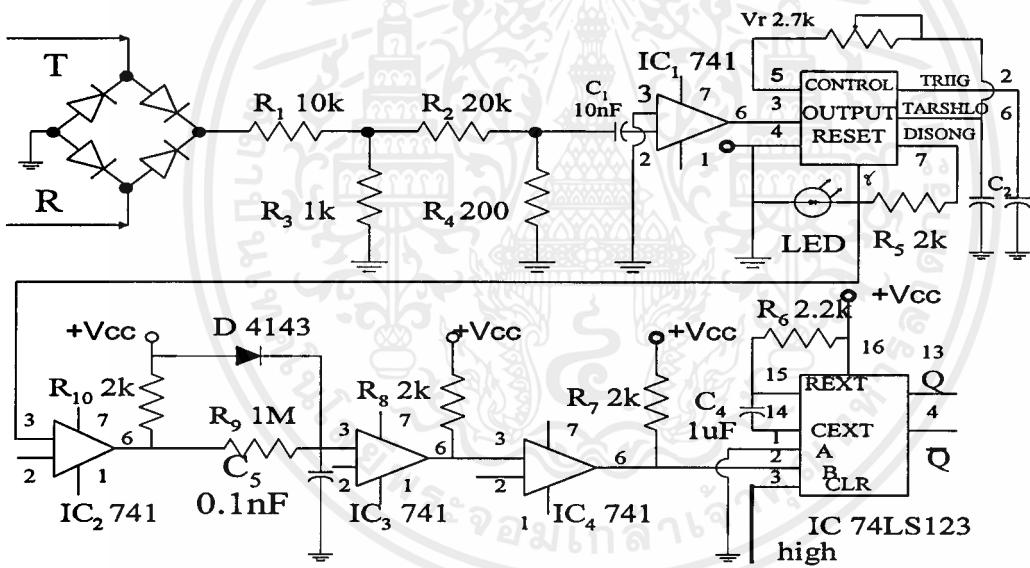 T
R
R1 10k
R2 20k
R3 1k
R4 200
C1
10nF
IC1 741
3
2
7
6
1
Vr 2.7k
5
3
4
CONTROL
OUTPUT
RESET
TRIIG
TARSHLO
DISONG
2
6
7
8
LED
R5 2k
C2
+Vcc
D 4143
R10 2k
3
2
7
6
1
IC2 741
R9 1M
C5
0.1nF
+Vcc
R8 2k
3
2
7
6
1
IC3 741
+Vcc
R7 2k
3
2
7
6
1
IC4 741
+Vcc
R6 2.2k
16
C4
1uF
15
14
1
2
3
REXT
CEXT
A
B
CLR
13
Q
4
Q̅
IC 74LS123
high